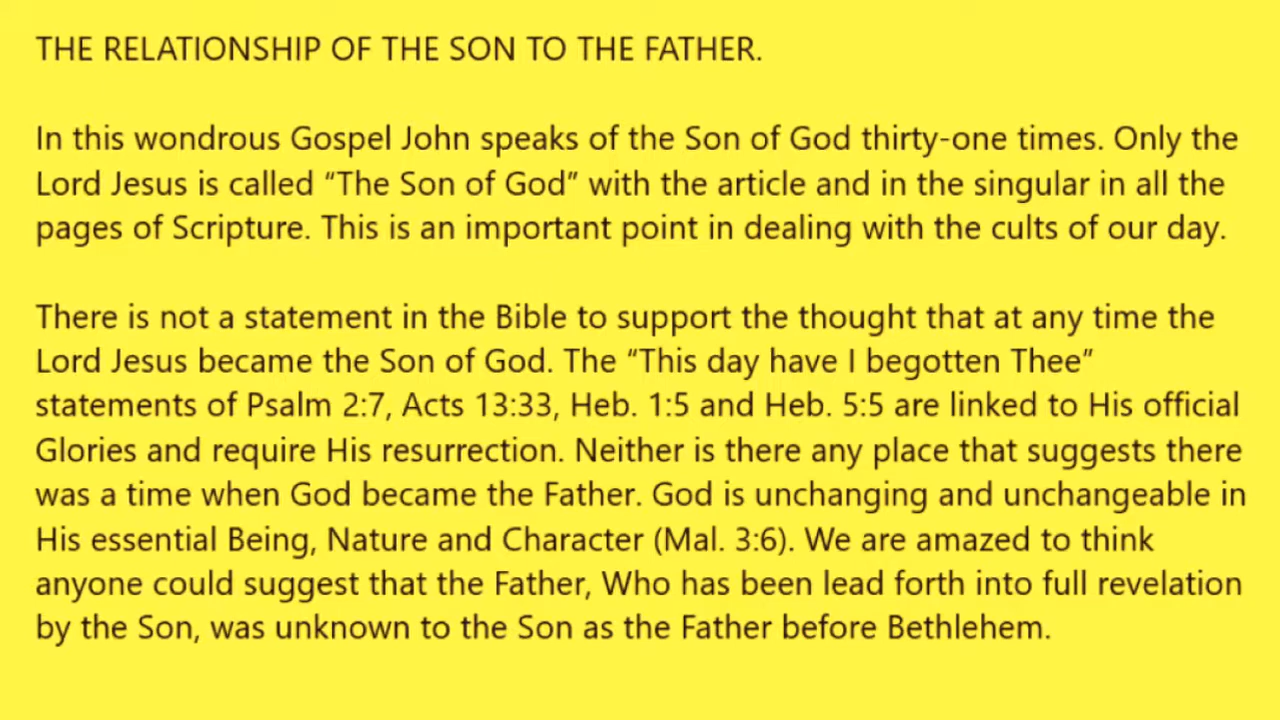 THE RELATIONSHIP OF THE SON TO THE FATHER.
In this wondrous Gospel John speaks of the Son of God thirty-one times. Only the
Lord Jesus is called “The Son of God” with the article and in the singular in all the
pages of Scripture. This is an important point in dealing with the cults of our day.
There is not a statement in the Bible to support the thought that at any time the
Lord Jesus became the Son of God. The “This day have I begotten Thee”
statements of Psalm 2:7, Acts 13:33, Heb. 1:5 and Heb. 5:5 are linked to His official
Glories and require His resurrection. Neither is there any place that suggests there
was a time when God became the Father. God is unchanging and unchangeable in
His essential Being, Nature and Character (Mal. 3:6). We are amazed to think
anyone could suggest that the Father, Who has been lead forth into full revelation
by the Son, was unknown to the Son as the Father before Bethlehem.